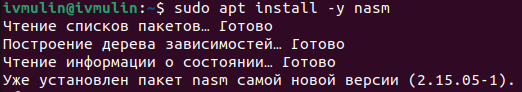 ivmulin@ivmulin:~$ sudo apt install -y nasm
Чтение списков пакетов… Готово
Построение дерева зависимостей… Готово
Чтение информации о состоянии… Готово
Уже установлен пакет nasm самой новой версии (2.15.05-1).